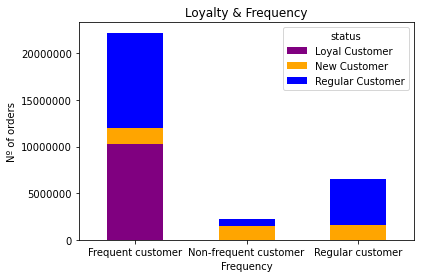 Loyalty & Frequency
status
Loyal Customer
New Customer
Regular Customer
Nº of orders
20000000
15000000
10000000
5000000
0
Frequent customer Non-frequent customer Regular customer
Frequency